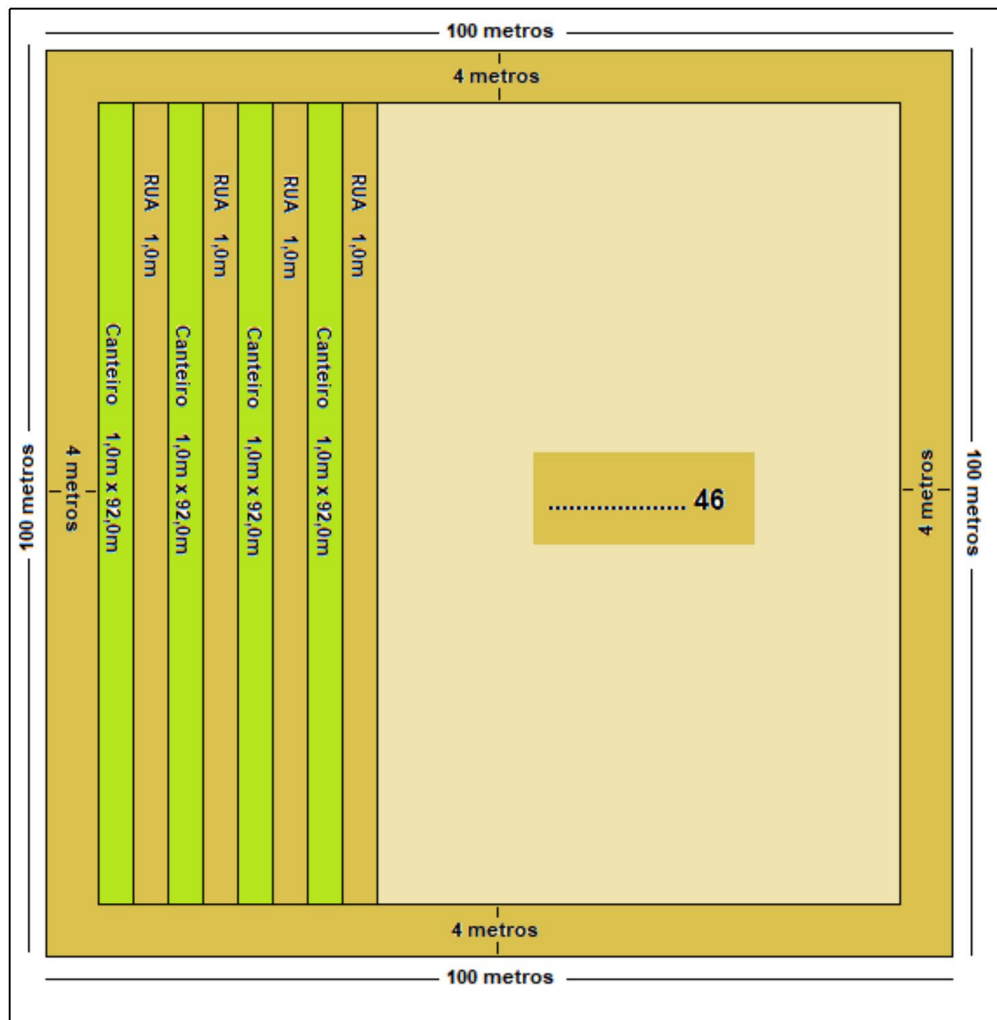 100 metros
4 metros
RUA 1,0m
RUA 1,0m
RUA 1,0m
RUA 1,0m
Canteiro 1,0m x 92,0m
Canteiro 1,0m x 92,0m
Canteiro 1,0m x 92,0m
Canteiro 1,0m x 92,0m
100 metros
4 metros
.................... 46
4 metros
100 metros
4 metros
100 metros